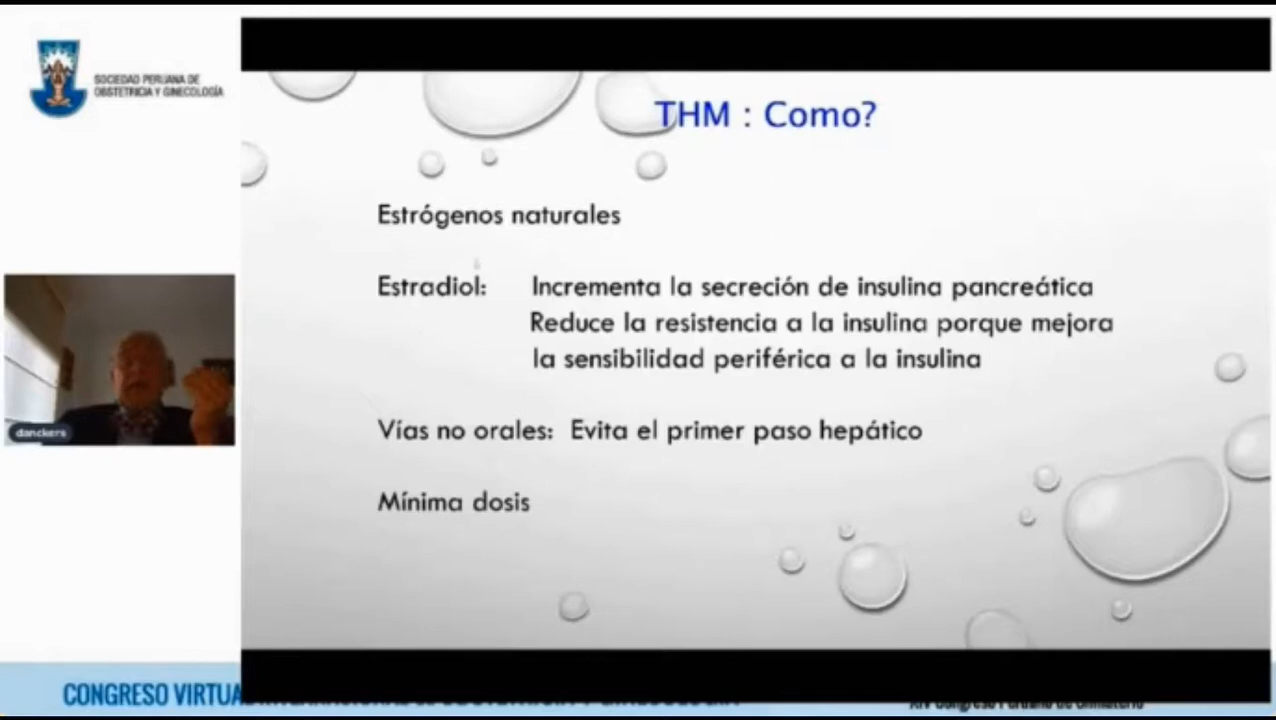 SOCIEDAD PERUANA DE
OBSTETRICIA Y GINECOLOGÍA
THM : Como?
Estrógenos naturales
Estradiol: Incrementa la secreción de insulina pancreática
Reduce la resistencia a la insulina porque mejora
la sensibilidad periférica a la insulina
Vías no orales: Evita el primer paso hepático
Mínima dosis
danckers
CONGRESO VIRTUA